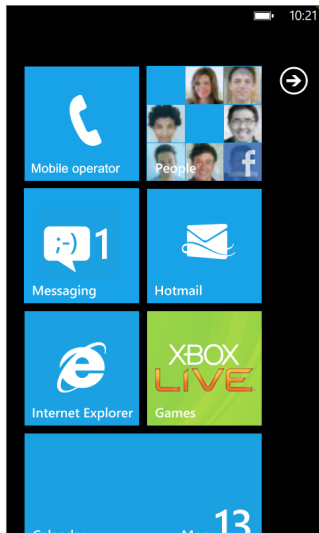 10:21
Mobile operator
People
f
;-) 1
Messaging
Hotmail
Internet Explorer
XBOX
LIVE
Games
13